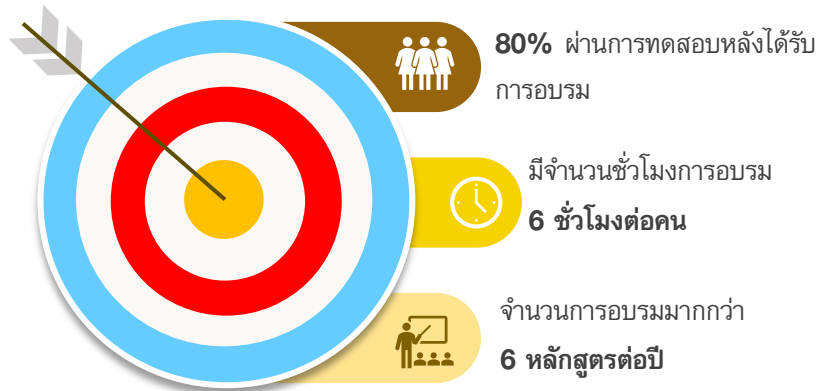 80% ผ่านการทดสอบหลังได้รับ
การอบรม
มีจำนวนชั่วโมงการอบรม
6 ชั่วโมงต่อคน
จำนวนการอบรมมากกว่า
6 หลักสูตรต่อปี